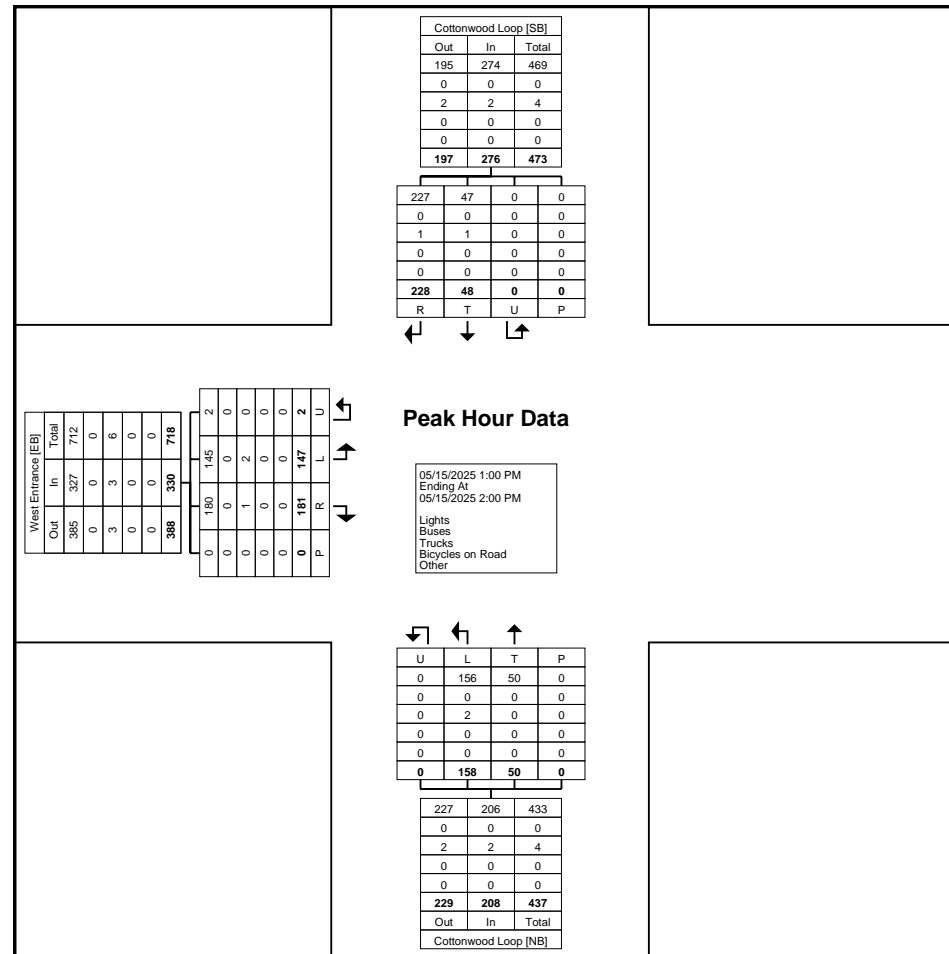 Cottonwood Loop [SB]
Out In Total
195 274 469
0 0 0
2 2 4
0 0 0
0 0 0
197 276 473
227 47 0 0
0 0 0 0
1 1 0 0
0 0 0 0
0 0 0 0
228 48 0 0
R T U P
West Entrance [EB]
Out In Total
385 327 712
0 0 0
3 3 6
0 0 0
0 0 0
388 330 718
0 180 145 2
0 0 0 0
0 1 2 0
0 0 0 0
0 0 0 0
0 181 147 2
P R L U
Peak Hour Data
05/15/2025 1:00 PM
Ending At
05/15/2025 2:00 PM
Lights
Buses
Trucks
Bicycles on Road
Other
U L T P
0 156 50 0
0 0 0 0
0 2 0 0
0 0 0 0
0 0 0 0
0 158 50 0
227 206 433
0 0 0
2 2 4
0 0 0
0 0 0
229 208 437
Out In Total
Cottonwood Loop [NB]